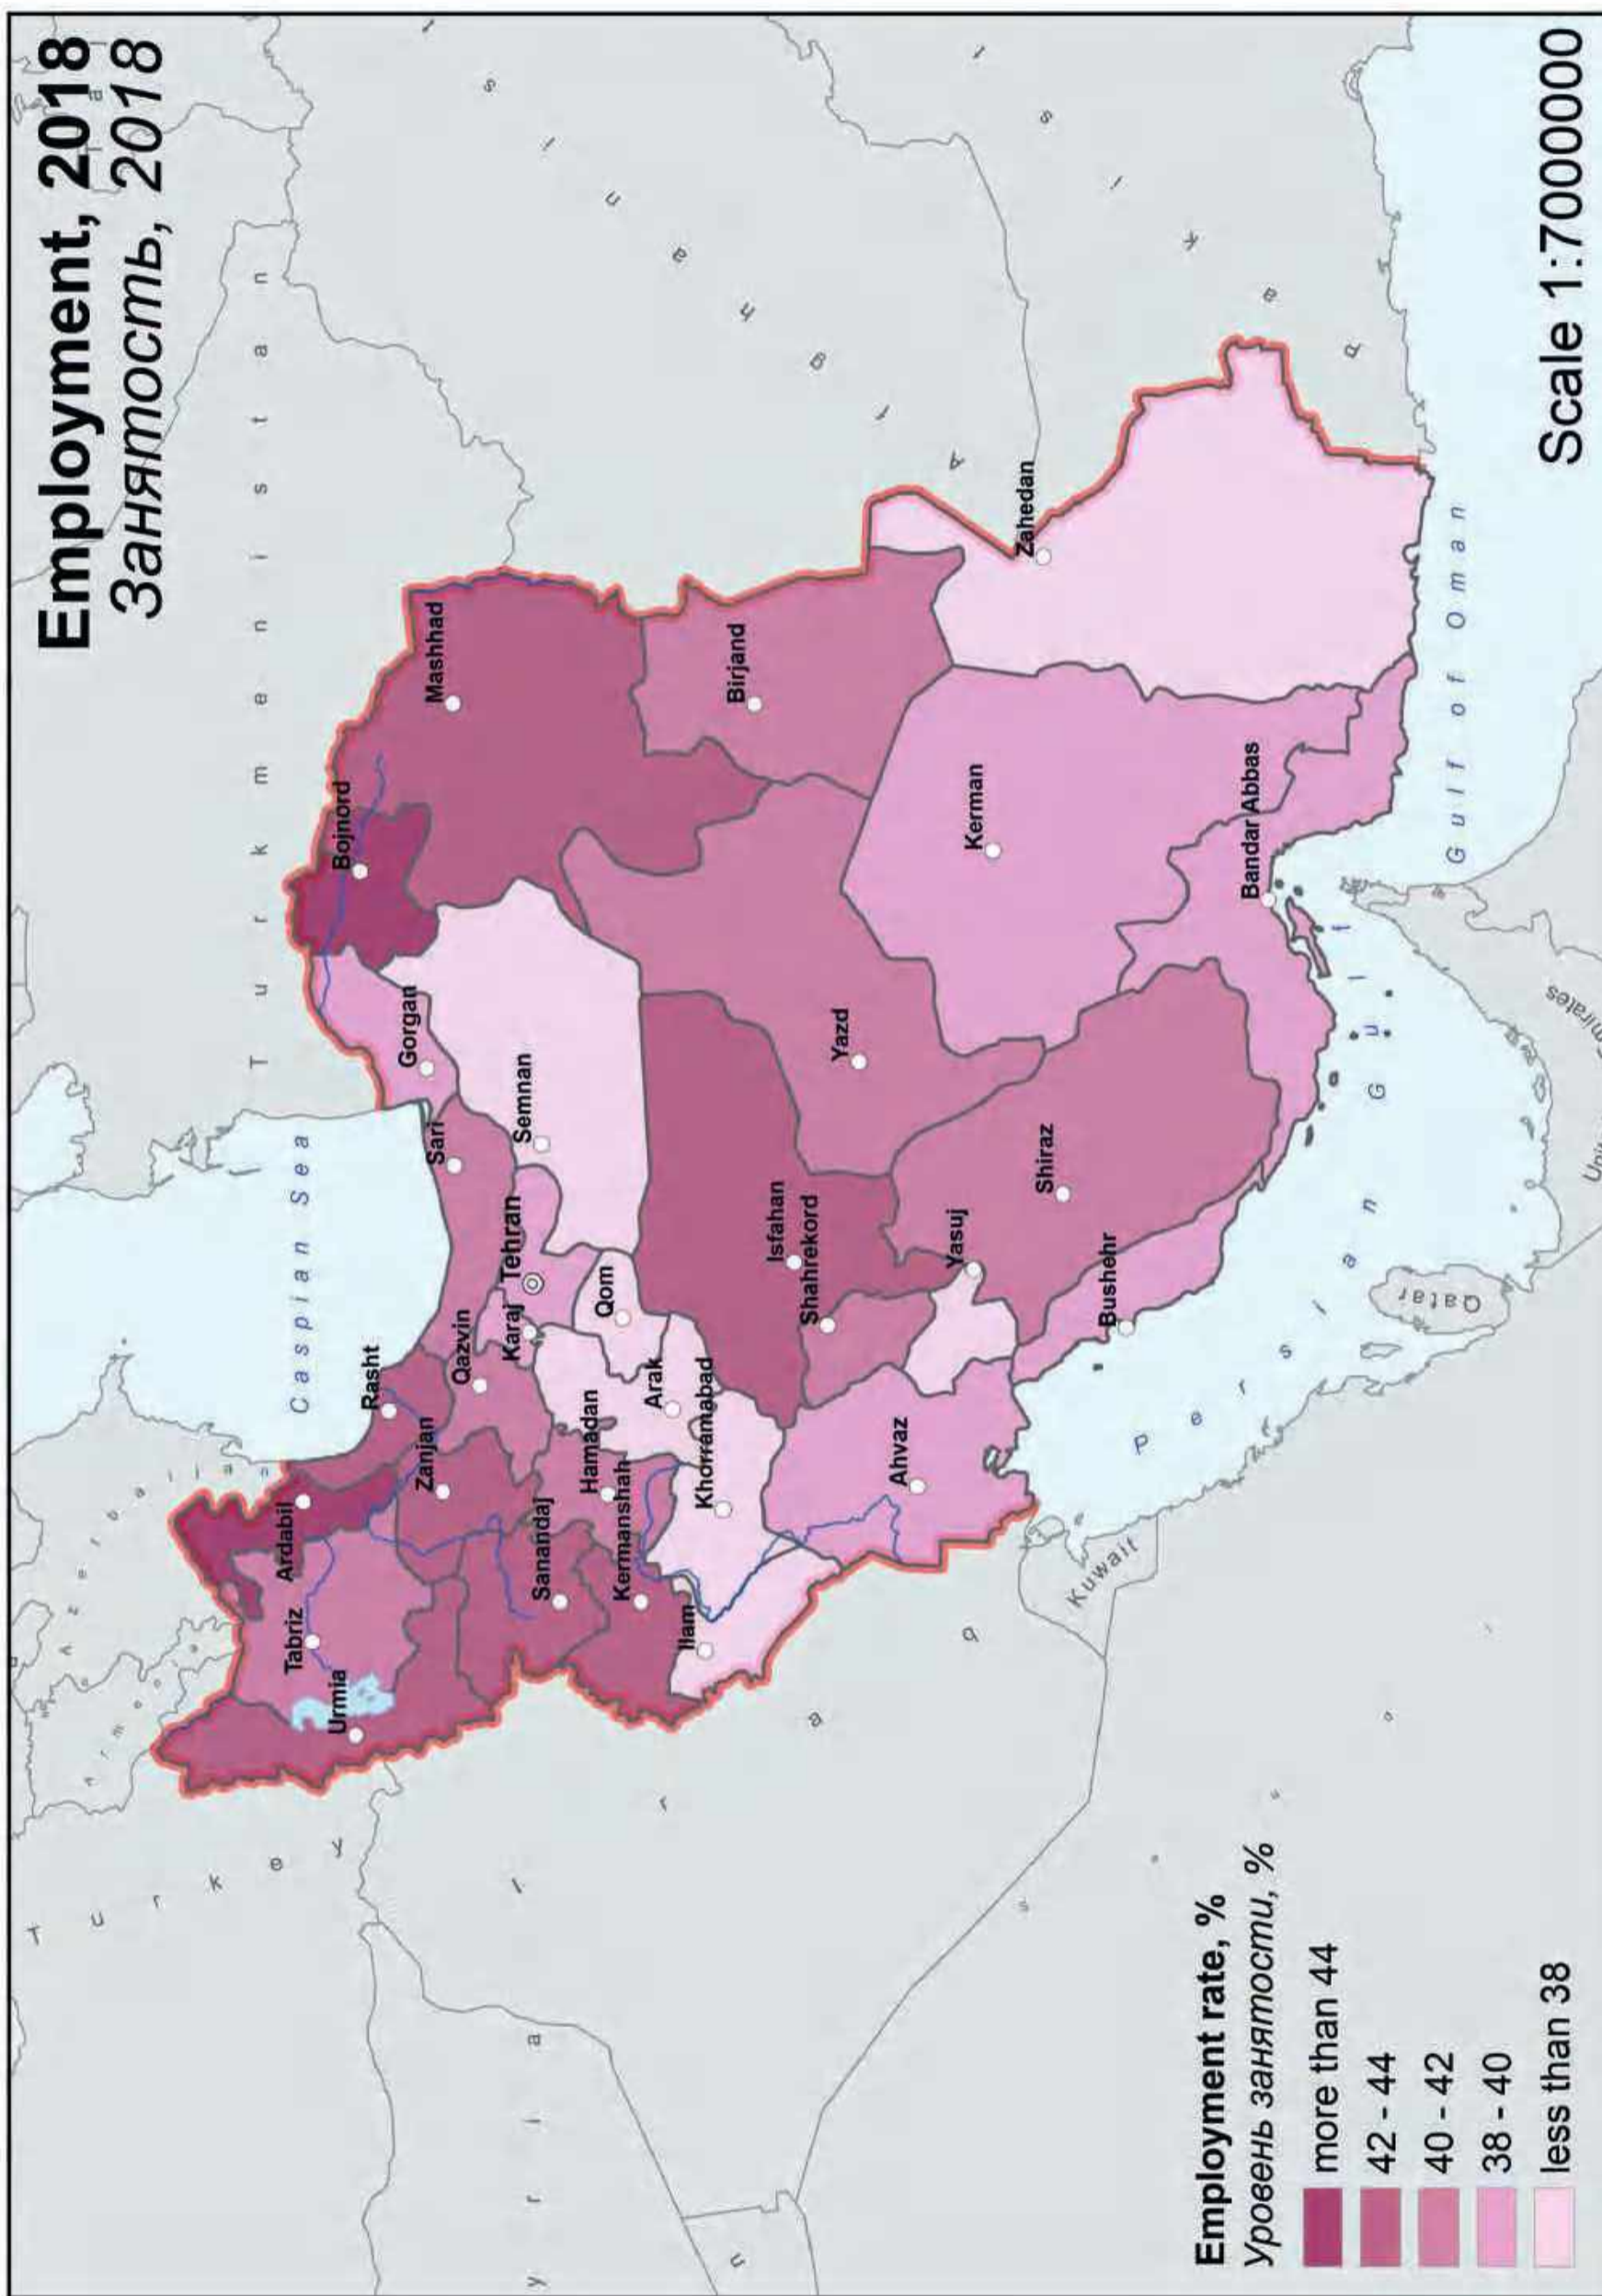 Employment, 2018
Занятость, 2018
Turkmenistan
Caspian Sea
Turkey
Azerbaijan
Bojnord
Mashhad
Gorgan
Sari
Rasht
Ardabil
Tabriz
Urmia
Zanjan
Qazvin
Karaj
Tehran
Semnan
Sanandaj
Hamadan
Qom
Kermanshah
Arak
Khorramabad
Ilam
Birjand
Isfahan
Shahrekord
Yazd
Ahvaz
Yasuj
Kerman
Zahedan
Shiraz
Bushehr
Bandar Abbas
Iraq
Kuwait
Persian Gulf
Qatar
Gulf of Oman
Employment rate, %
Уровень занятости, %
more than 44
42 - 44
40 - 42
38 - 40
less than 38
Scale 1:7000000